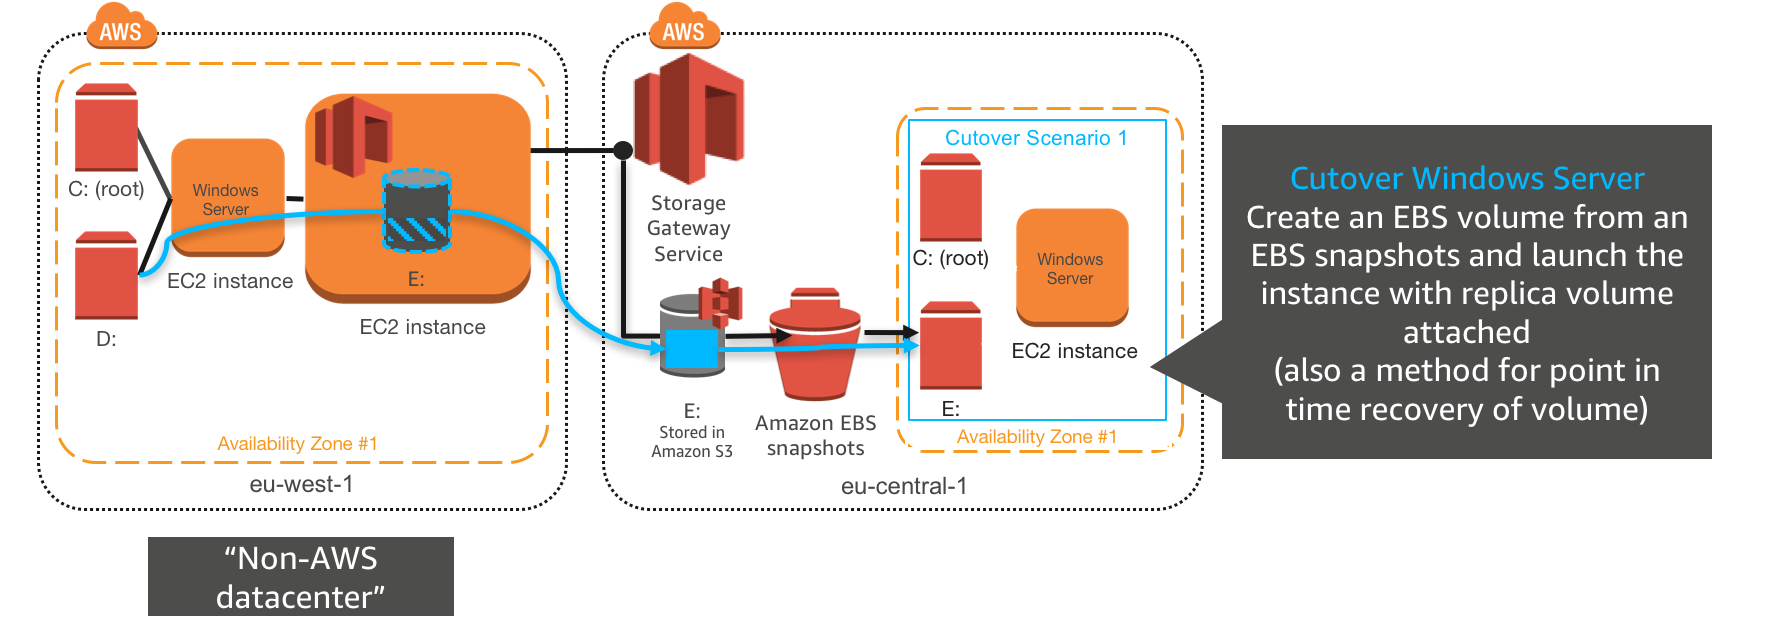 AWS
C: (root)
D:
Windows
Server
EC2 instance
E:
EC2 instance
Availability Zone #1
eu-west-1
“Non-AWS
datacenter”
AWS
Storage
Gateway
Service
E:
Stored in
Amazon S3
Amazon EBS
snapshots
Cutover Scenario 1
C: (root)
E:
Windows
Server
EC2 instance
Availability Zone #1
eu-central-1
Cutover Windows Server
Create an EBS volume from an
EBS snapshots and launch the
instance with replica volume
attached
(also a method for point in
time recovery of volume)